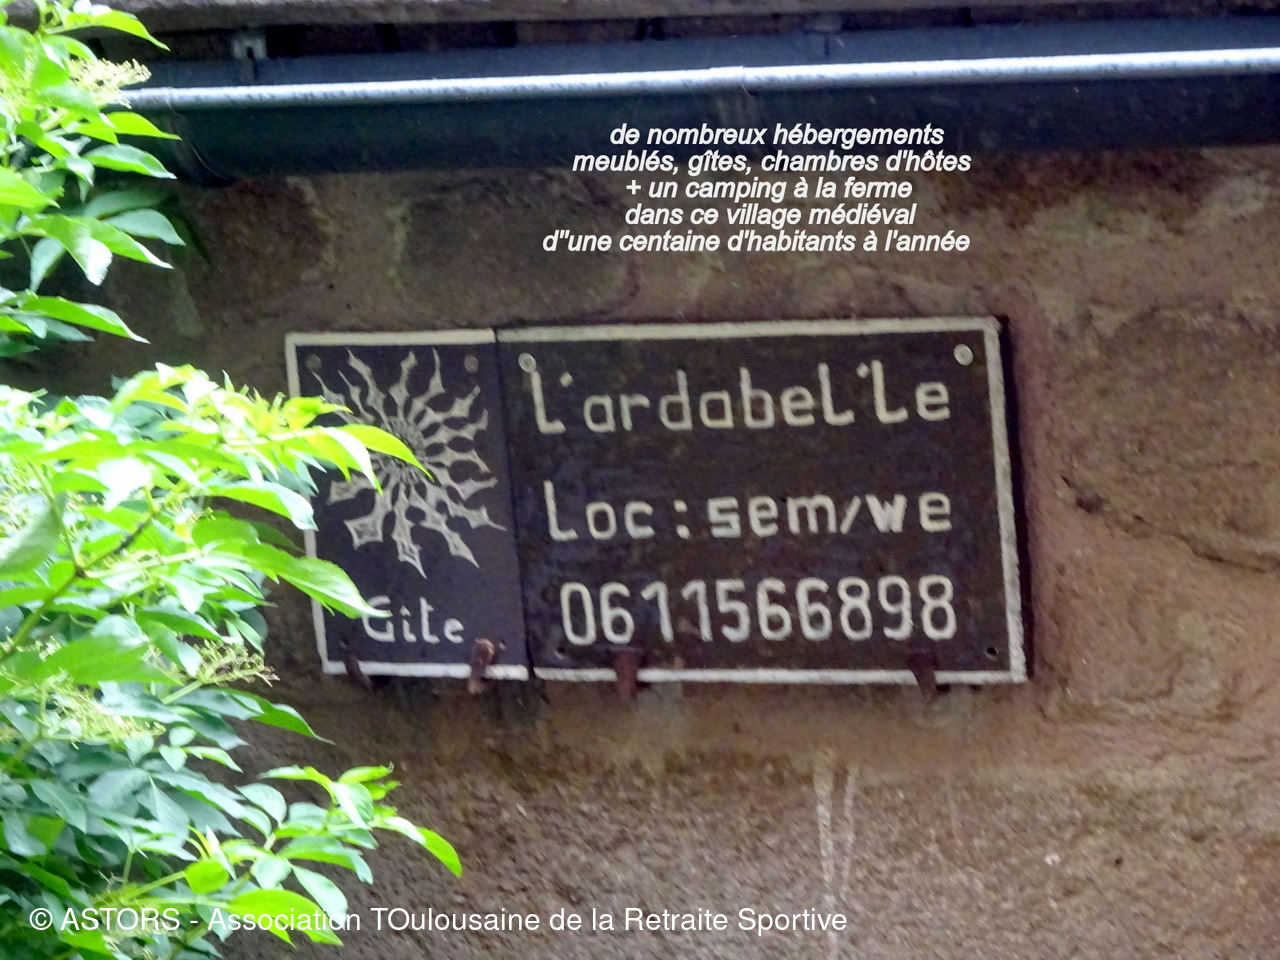 de nombreux hébergements
meublés, gîtes, chambres d'hôtes
+ un camping à la ferme
dans ce village médiéval
d"une centaine d'habitants à l'année
L'ardabel'Le
Loc : sem/we
0611566898
Gîte
© ASTORS - Association TOulousaine de la Retraite Sportive